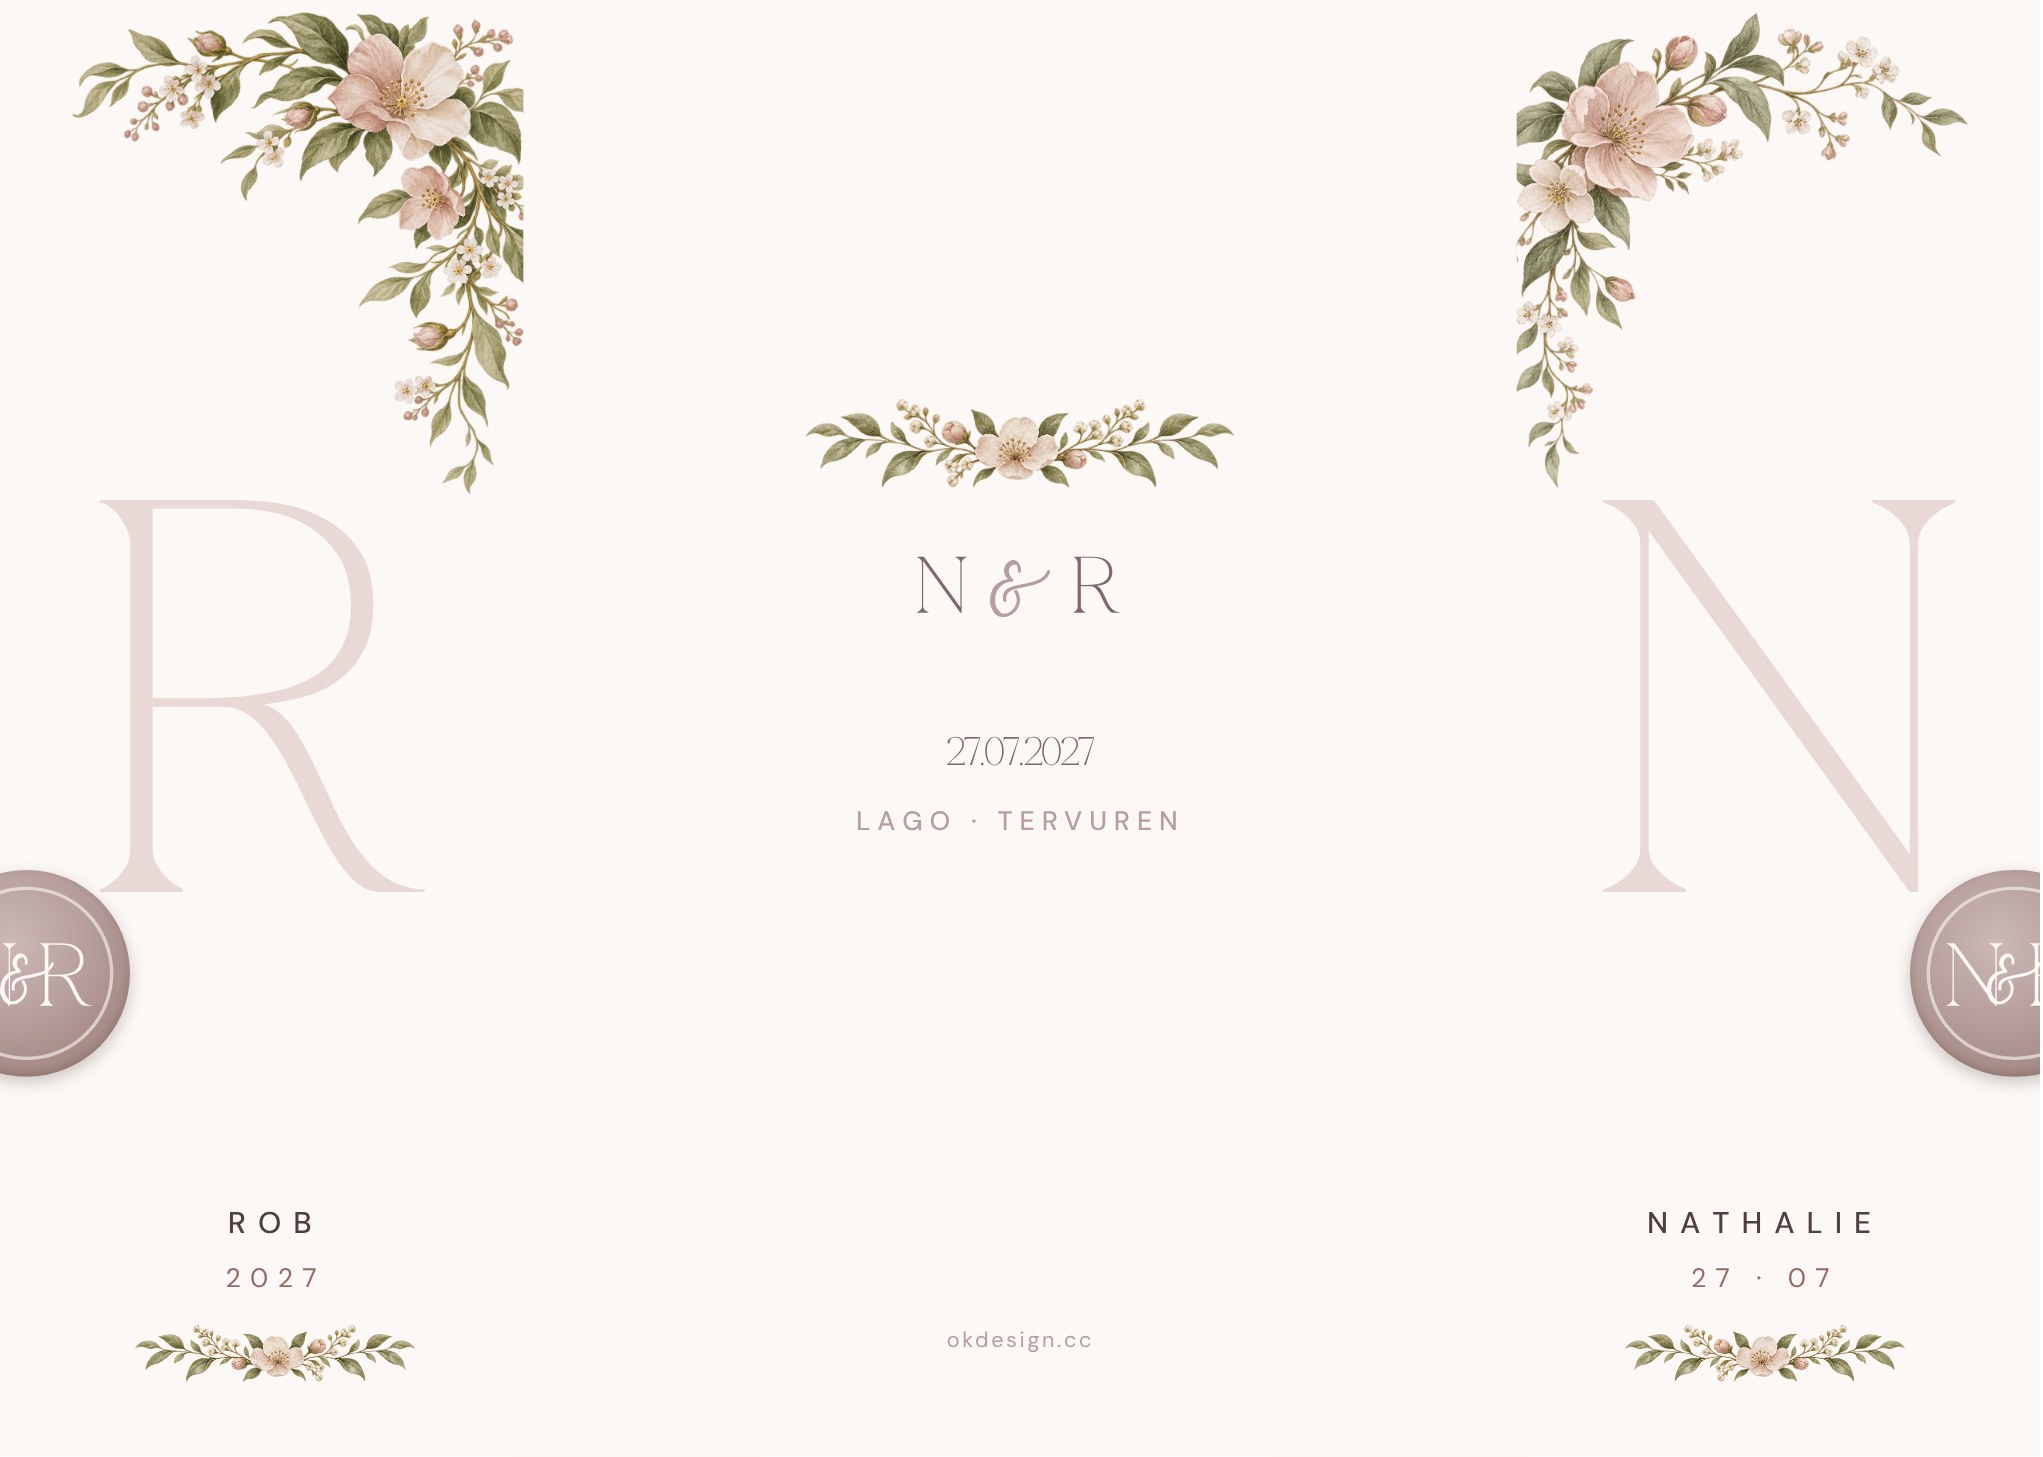 R
&R
ROB
2027
N & R
27.07.2027
LAGO · TERVUREN
okdesign.cc
N
N&
NATHALIE
27 · 07